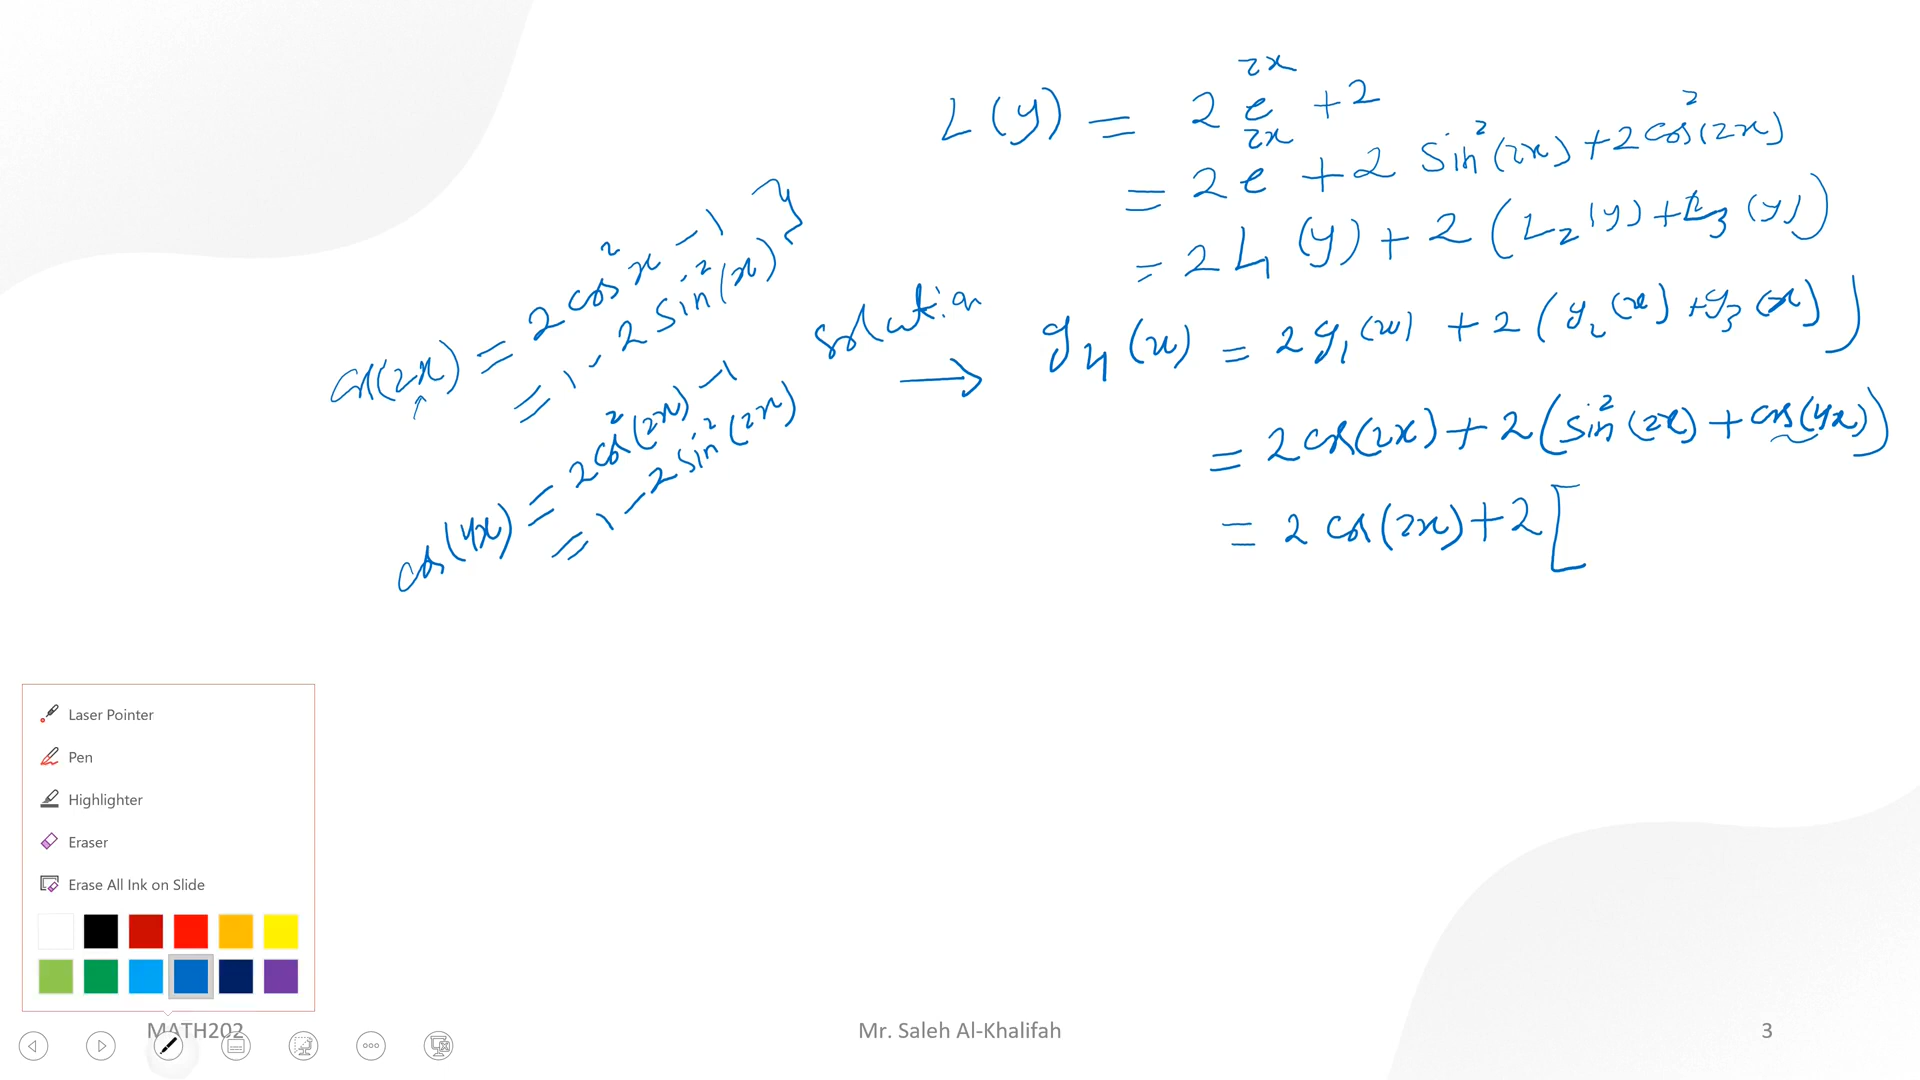 L(y) = 2e^{2x} + 2
= 2e^{2x} + 2 sin²(2x) + 2 cos²(2x)
= 2 L₁(y) + 2 (L₂(y) + L₃(y))
solution → y₄(x) = 2y₁(x) + 2 (y₂(x) + y₃(x))
= 2 cos(2x) + 2 (sin²(2x) + cos(4x))
= 2 cos(2x) + 2 [
cos(2x) = 2 cos²x - 1
= 1 - 2 sin²(x)
cos(4x) = 2 cos²(2x) - 1
= 1 - 2 sin²(2x)
Laser Pointer
Pen
Highlighter
Eraser
Erase All Ink on Slide
MATH202
Mr. Saleh Al-Khalifah
3